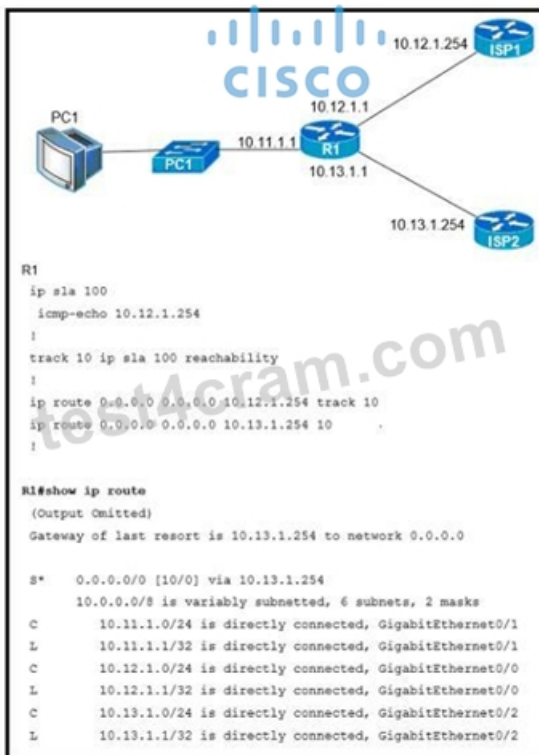 CISCO
10.12.1.254
ISP1
PC1
10.12.1.1
10.11.1.1
R1
PC1
10.13.1.1
10.13.1.254
ISP2
R1
ip sla 100
icmp-echo 10.12.1.254
!
track 10 ip sla 100 reachability
!
ip route 0.0.0.0 0.0.0.0 10.12.1.254 track 10
ip route 0.0.0.0 0.0.0.0 10.13.1.254 10
!
test4cram.com
R1#show ip route
(Output Omitted)
Gateway of last resort is 10.13.1.254 to network 0.0.0.0
S* 0.0.0.0/0 [10/0] via 10.13.1.254
10.0.0.0/8 is variably subnetted, 6 subnets, 2 masks
C 10.11.1.0/24 is directly connected, GigabitEthernet0/1
L 10.11.1.1/32 is directly connected, GigabitEthernet0/1
C 10.12.1.0/24 is directly connected, GigabitEthernet0/0
L 10.12.1.1/32 is directly connected, GigabitEthernet0/0
C 10.13.1.0/24 is directly connected, GigabitEthernet0/2
L 10.13.1.1/32 is directly connected, GigabitEthernet0/2